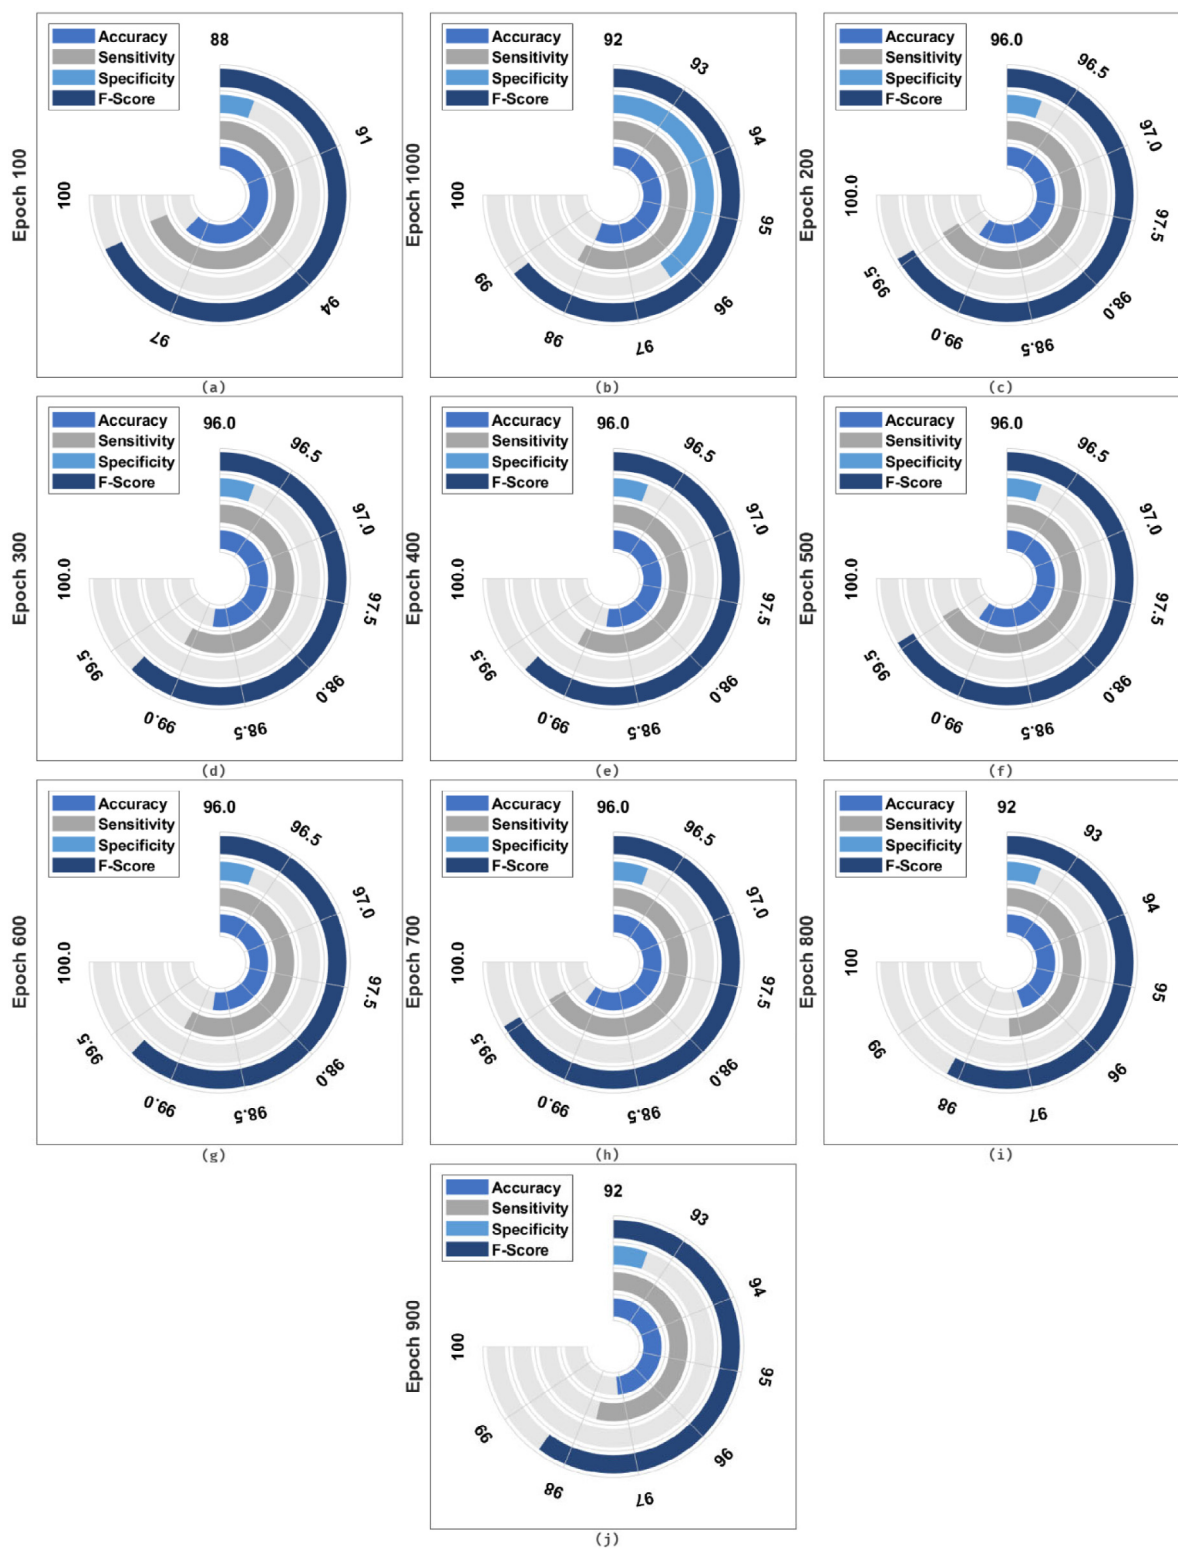 Epoch 100
Accuracy
Sensitivity
Specificity
F-Score
88
91
94
97
100
(a)
Epoch 1000
Accuracy
Sensitivity
Specificity
F-Score
92
93
94
95
96
97
98
99
100
(b)
Epoch 200
Accuracy
Sensitivity
Specificity
F-Score
96.0
96.5
97.0
97.5
98.0
98.5
99.0
99.5
100.0
(c)
Epoch 300
Accuracy
Sensitivity
Specificity
F-Score
96.0
96.5
97.0
97.5
98.0
98.5
99.0
99.5
100.0
(d)
Epoch 400
Accuracy
Sensitivity
Specificity
F-Score
96.0
96.5
97.0
97.5
98.0
98.5
99.0
99.5
100.0
(e)
Epoch 500
Accuracy
Sensitivity
Specificity
F-Score
96.0
96.5
97.0
97.5
98.0
98.5
99.0
99.5
100.0
(f)
Epoch 600
Accuracy
Sensitivity
Specificity
F-Score
96.0
96.5
97.0
97.5
98.0
98.5
99.0
99.5
100.0
(g)
Epoch 700
Accuracy
Sensitivity
Specificity
F-Score
96.0
96.5
97.0
97.5
98.0
98.5
99.0
99.5
100.0
(h)
Epoch 800
Accuracy
Sensitivity
Specificity
F-Score
92
93
94
95
96
97
98
99
100
(i)
Epoch 900
Accuracy
Sensitivity
Specificity
F-Score
92
93
94
95
96
97
98
99
100
(j)